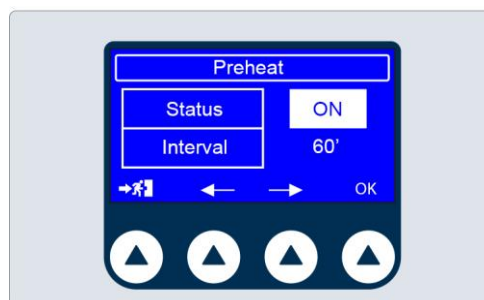 Preheat
Status ON
Interval 60’
OK